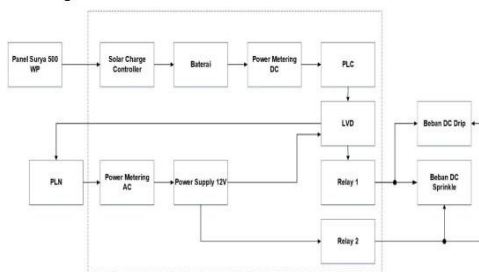 Panel Surya 500
WP
Solar Charge
Controller
Baterai
Power Metering
DC
PLC
LVD
Beban DC Drip
PLN
Power Metering
AC
Power Supply 12V
Relay 1
Beban DC
Sprinkle
Relay 2